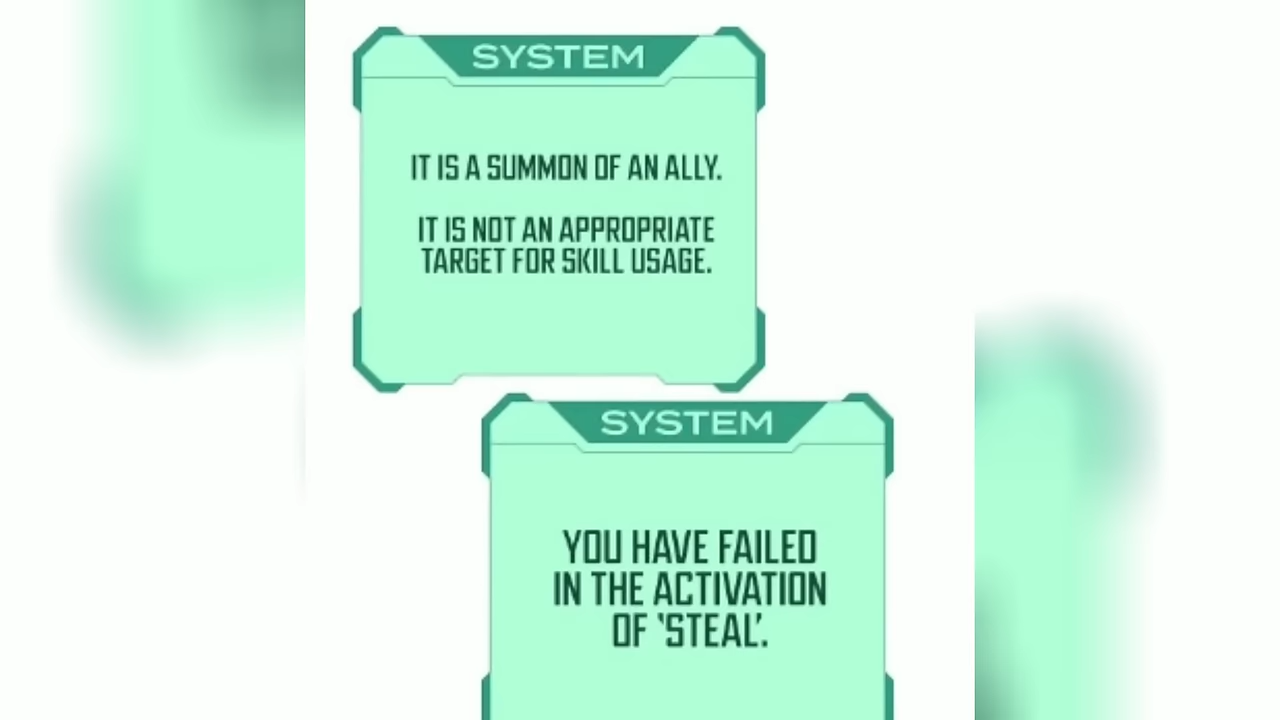 SYSTEM
IT IS A SUMMON OF AN ALLY.
IT IS NOT AN APPROPRIATE
TARGET FOR SKILL USAGE.
SYSTEM
YOU HAVE FAILED
IN THE ACTIVATION
OF ‘STEAL’.